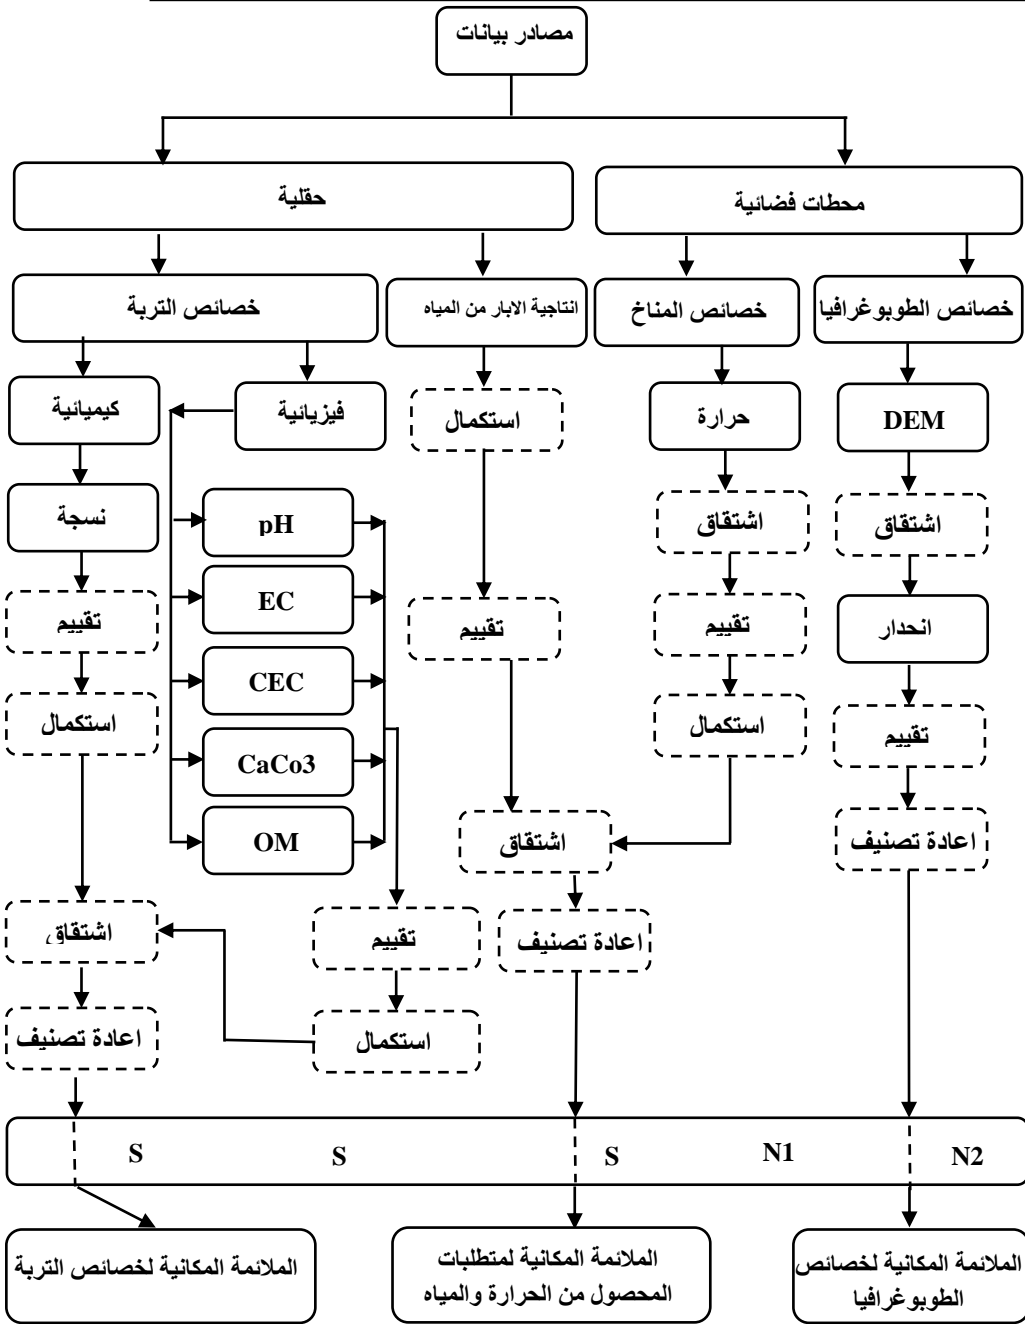 مصادر بيانات
محطات فضائية
حقلية
خصائص الطوبوغرافيا
خصائص المناخ
انتاجية الابار من المياه
خصائص التربة
DEM
حرارة
استكمال
فيزيائية
كيميائية
اشتقاق
اشتقاق
pH
نسجة
انحدار
تقييم
تقييم
EC
تقييم
تقييم
استكمال
CEC
استكمال
اعادة تصنيف
اشتقاق
CaCo3
OM
اعادة تصنيف
تقييم
اشتقاق
استكمال
اعادة تصنيف
S
S
S
N1
N2
الملائمة المكانية لخصائص
الطوبوغرافيا
الملائمة المكانية لمتطلبات
المحصول من الحرارة والمياه
الملائمة المكانية لخصائص التربة